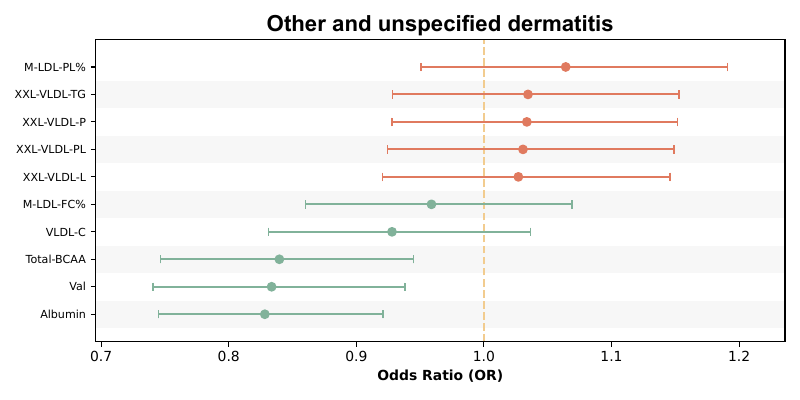 Other and unspecified dermatitis
M-LDL-PL%
XXL-VLDL-TG
XXL-VLDL-P
XXL-VLDL-PL
XXL-VLDL-L
M-LDL-FC%
VLDL-C
Total-BCAA
Val
Albumin
0.7 0.8 0.9 1.0 1.1 1.2
Odds Ratio (OR)